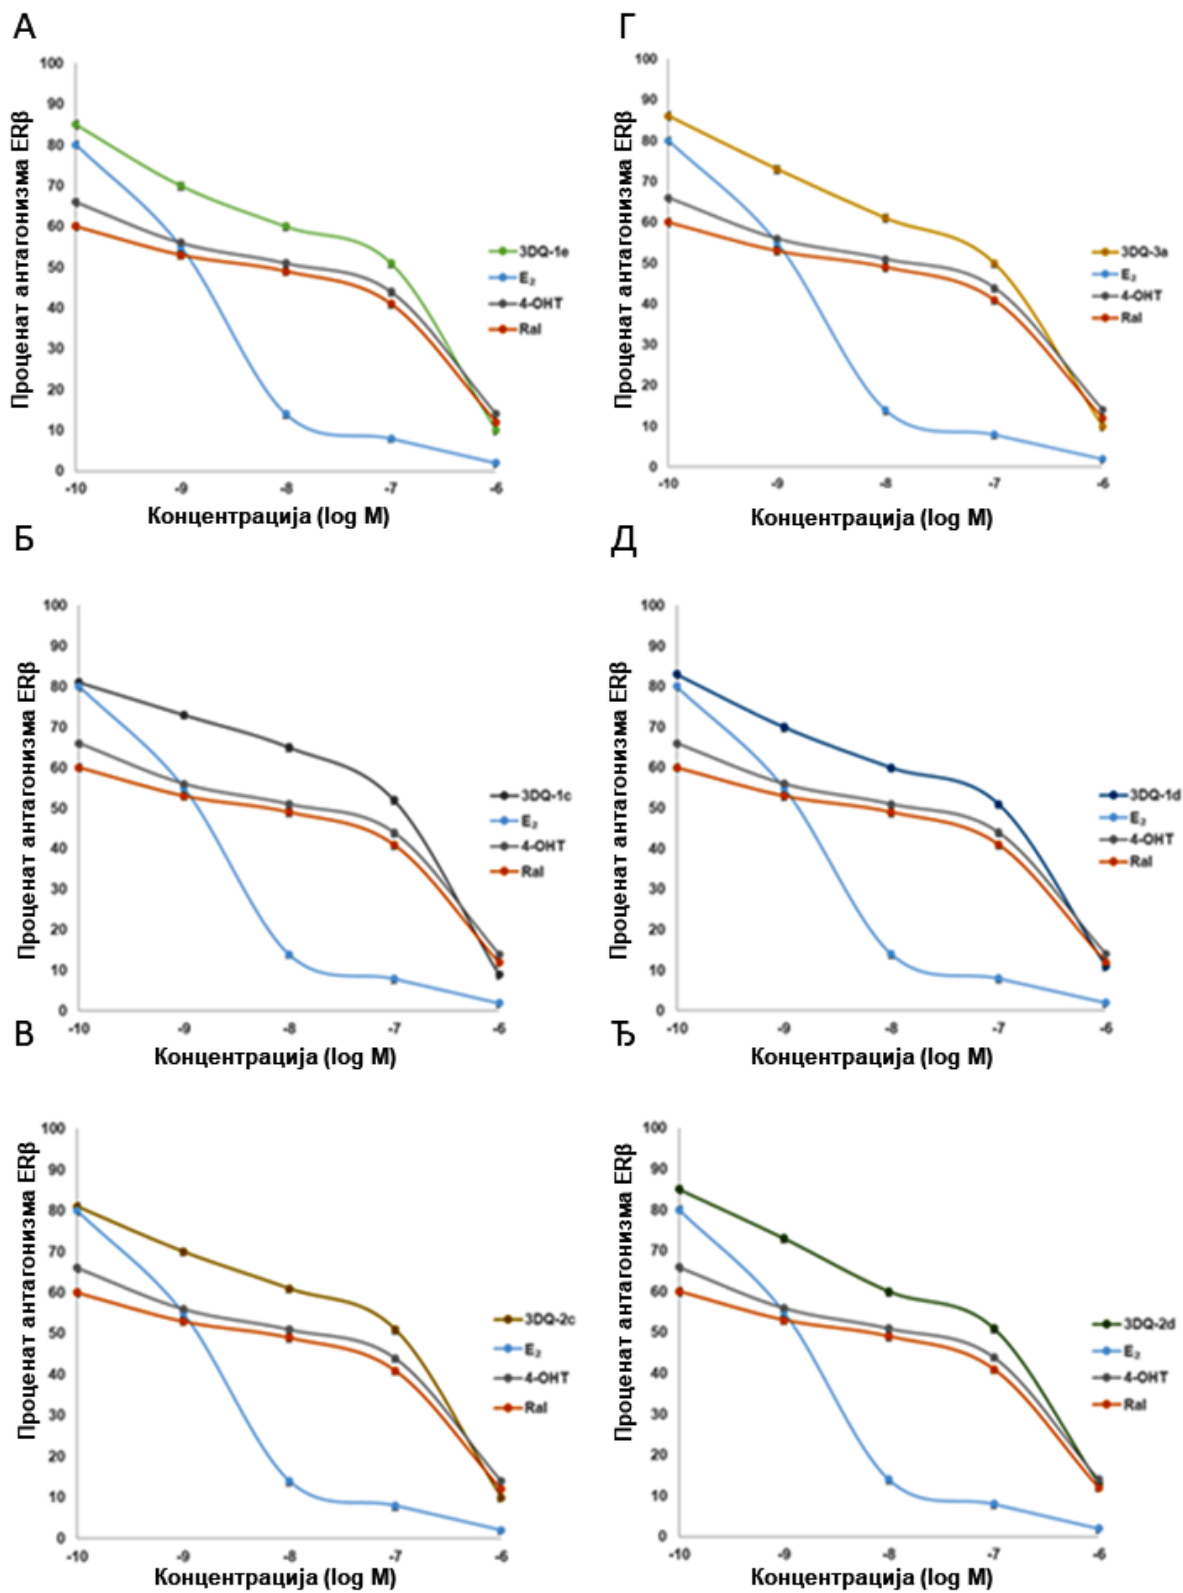 А
Проценат антагонизма ERβ
100
90
80
70
60
50
40
30
20
10
0
-10 -9 -8 -7 -6
Концентрација (log M)
3DQ-1e
E₂
4-OHT
Ral
Г
Проценат антагонизма ERβ
100
90
80
70
60
50
40
30
20
10
0
-10 -9 -8 -7 -6
Концентрација (log M)
3DQ-3a
E₂
4-OHT
Ral
Б
Проценат антагонизма ERβ
100
90
80
70
60
50
40
30
20
10
0
-10 -9 -8 -7 -6
Концентрација (log M)
3DQ-1c
E₂
4-OHT
Ral
Д
Проценат антагонизма ERβ
100
90
80
70
60
50
40
30
20
10
0
-10 -9 -8 -7 -6
Концентрација (log M)
3DQ-1d
E₂
4-OHT
Ral
В
Проценат антагонизма ERβ
100
90
80
70
60
50
40
30
20
10
0
-10 -9 -8 -7 -6
Концентрација (log M)
3DQ-2c
E₂
4-OHT
Ral
Ђ
Проценат антагонизма ERβ
100
90
80
70
60
50
40
30
20
10
0
-10 -9 -8 -7 -6
Концентрација (log M)
3DQ-2d
E₂
4-OHT
Ral